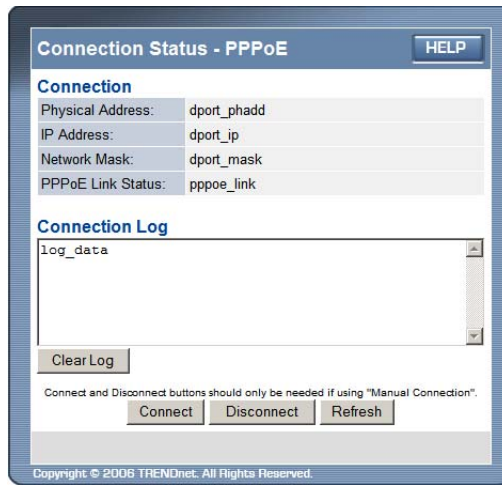 Connection Status - PPPoE HELP
Connection
Physical Address: dport_phadd
IP Address: dport_ip
Network Mask: dport_mask
PPPoE Link Status: pppoe_link
Connection Log
log_data
Clear Log
Connect and Disconnect buttons should only be needed if using "Manual Connection".
Connect Disconnect Refresh
Copyright © 2006 TRENDnet. All Rights Reserved.